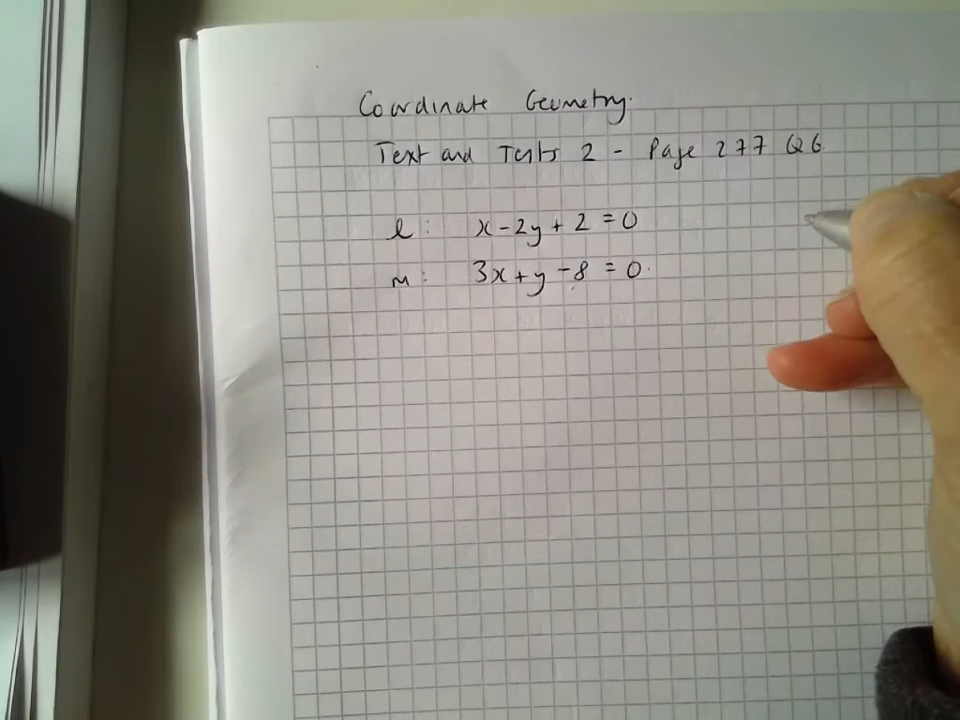 Coordinate Geometry.
Text and Tests 2 - Page 277 Q6
l : x - 2y + 2 = 0
m : 3x + y - 8 = 0.